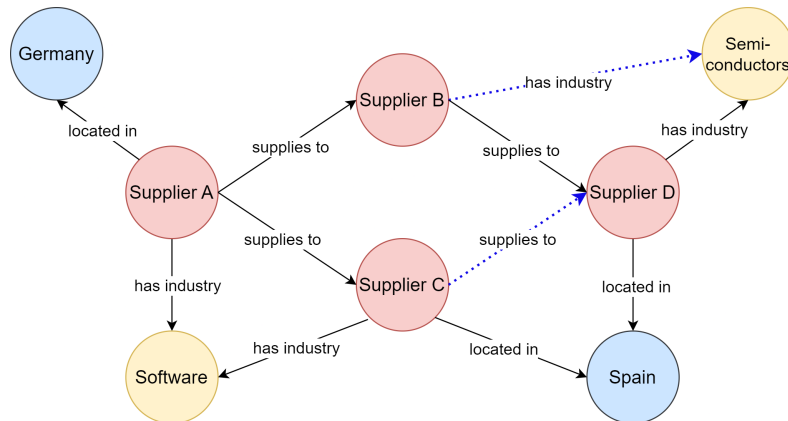 Germany
Semi-
conductors
has industry
Supplier B
located in
has industry
supplies to
supplies to
Supplier A
Supplier D
supplies to
supplies to
has industry
Supplier C
located in
has industry
located in
Software
Spain